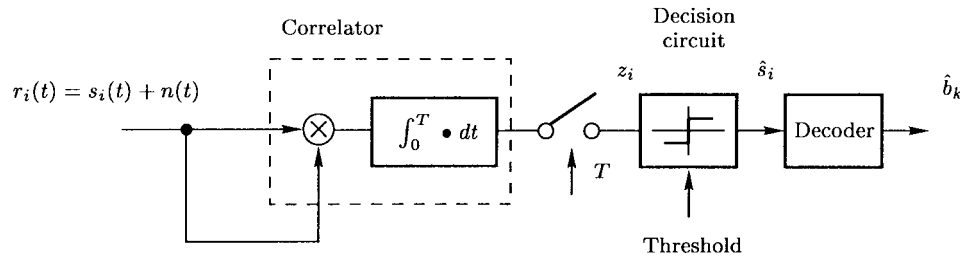 Decision
circuit
Correlator
r_i(t) = s_i(t) + n(t)
z_i
ŝ_i
b̂_k
∫_0^T • dt
Decoder
T
Threshold